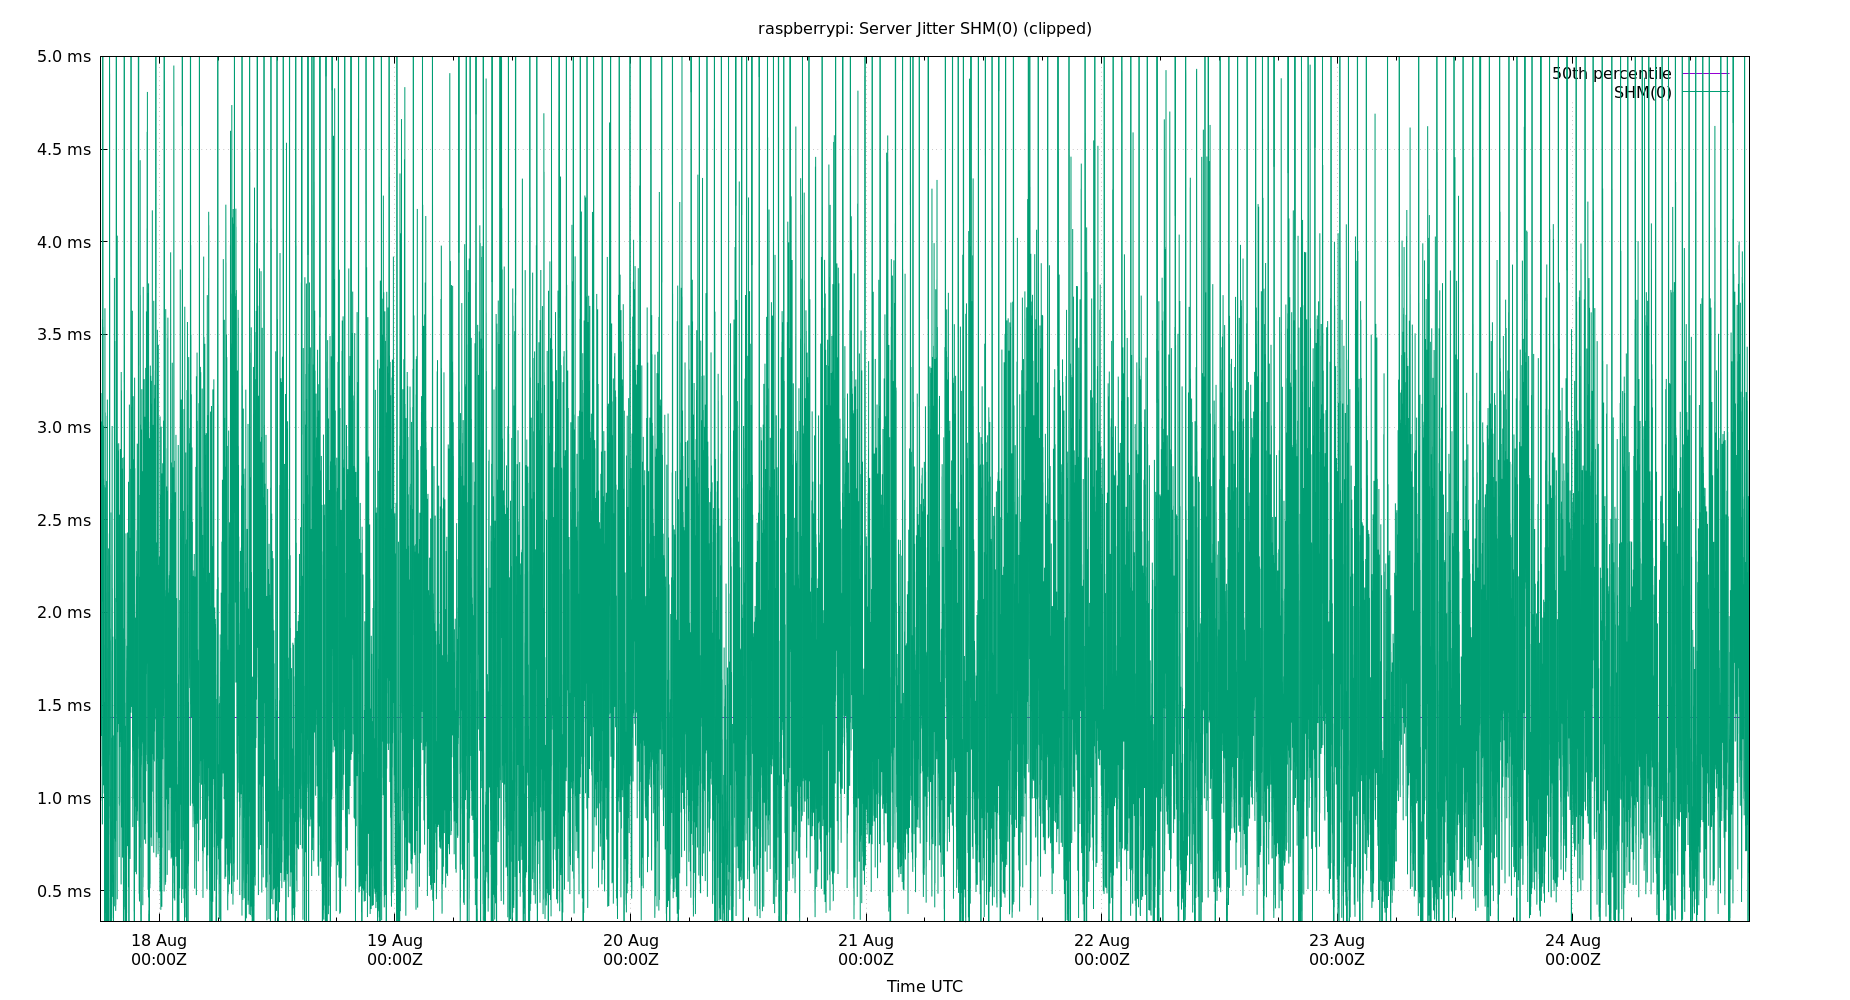 raspberrypi: Server Jitter SHM(0) (clipped)
5.0 ms
50th percentile
SHM(0)
4.5 ms
4.0 ms
3.5 ms
3.0 ms
2.5 ms
2.0 ms
1.5 ms
1.0 ms
0.5 ms
18 Aug 19 Aug 20 Aug 21 Aug 22 Aug 23 Aug 24 Aug
00:00Z 00:00Z 00:00Z 00:00Z 00:00Z 00:00Z 00:00Z
Time UTC